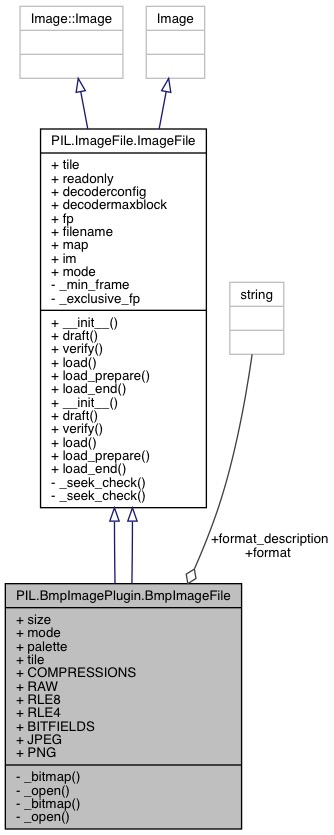 Image::Image
Image
PIL.ImageFile.ImageFile
+ tile
+ readonly
+ decoderconfig
+ decodermaxblock
+ fp
+ filename
+ map
+ im
+ mode
- _min_frame
- _exclusive_fp
+ __init__()
+ draft()
+ verify()
+ load()
+ load_prepare()
+ load_end()
+ __init__()
+ draft()
+ verify()
+ load()
+ load_prepare()
+ load_end()
- _seek_check()
- _seek_check()
string
+format_description
+format
PIL.BmpImagePlugin.BmpImageFile
+ size
+ mode
+ palette
+ tile
+ COMPRESSIONS
+ RAW
+ RLE8
+ RLE4
+ BITFIELDS
+ JPEG
+ PNG
- _bitmap()
- _open()
- _bitmap()
- _open()